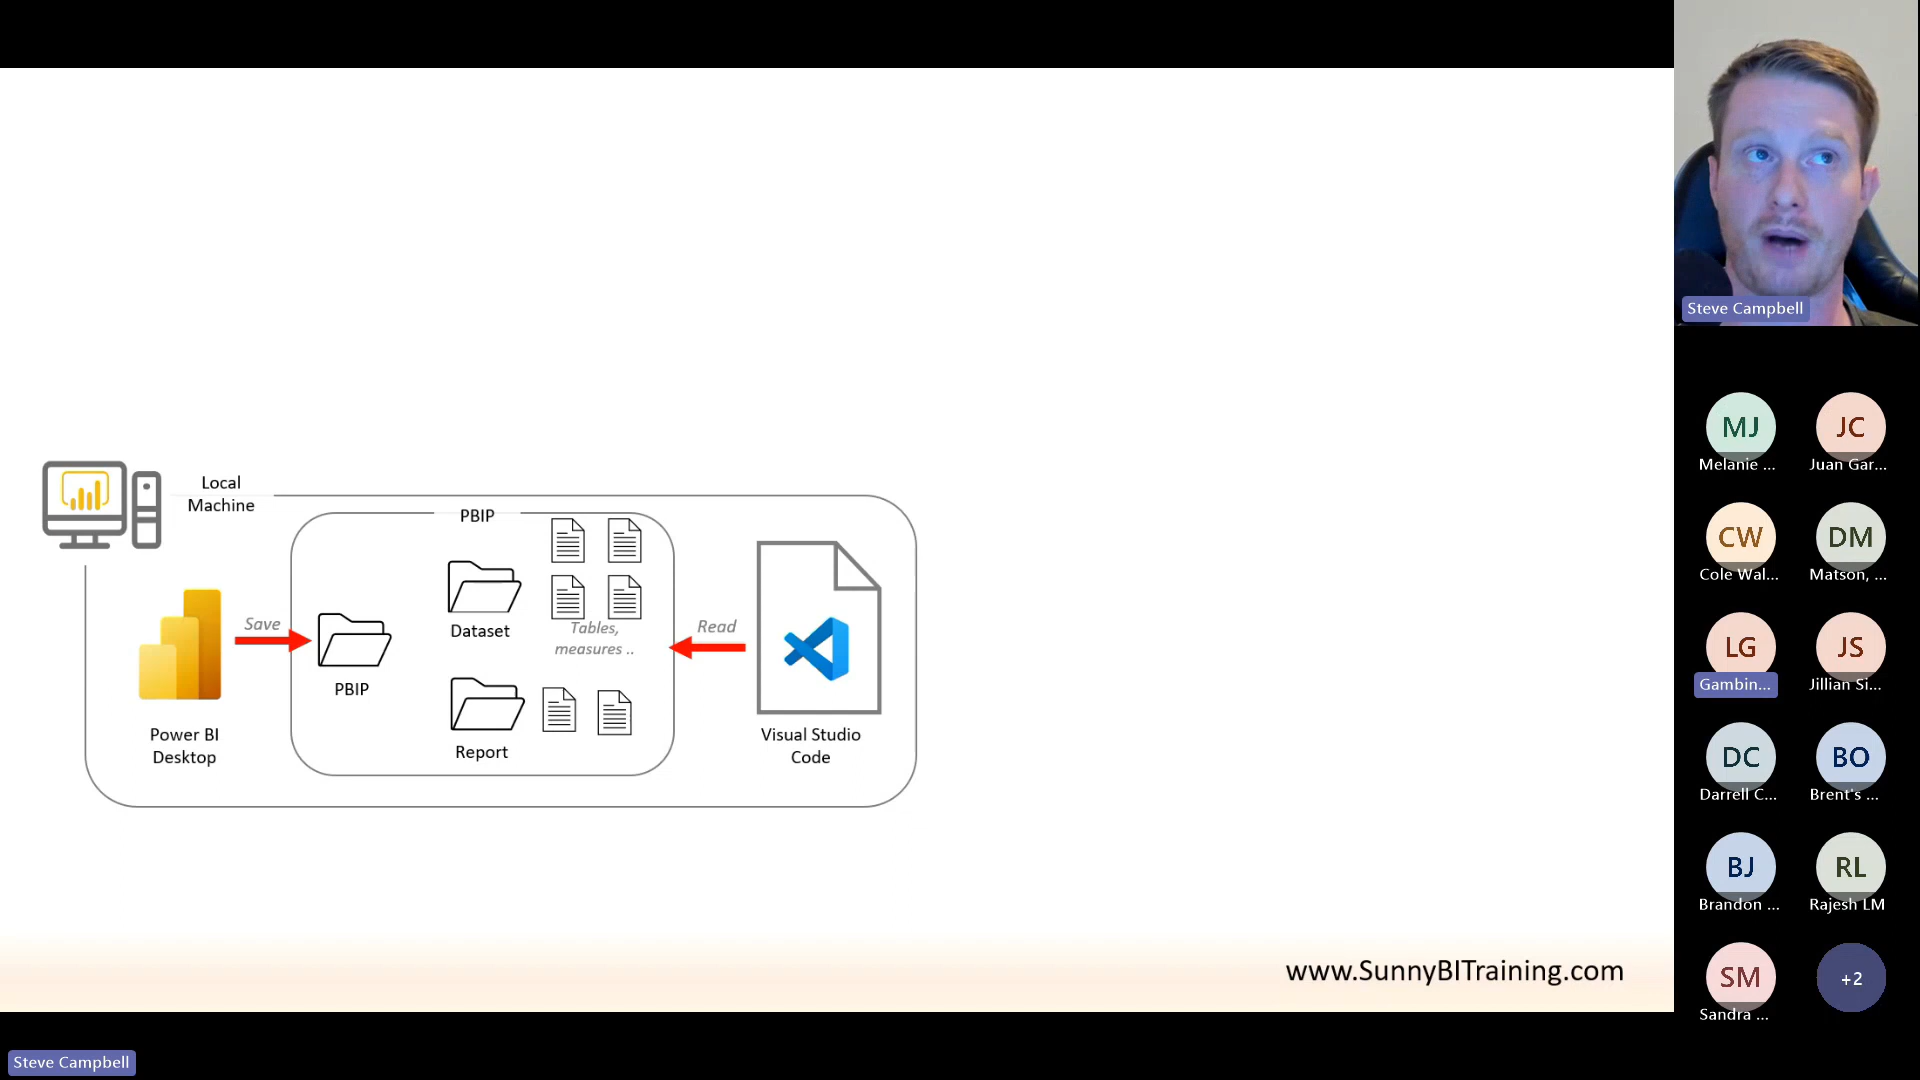 Local
Machine
PBIP
Save
PBIP
Dataset
Tables,
measures ..
Report
Read
Power BI
Desktop
Visual Studio
Code
www.SunnyBITraining.com
Steve Campbell
MJ
Melanie ...
JC
Juan Gar...
CW
Cole Wal...
DM
Matson, ...
LG
Gambin...
JS
Jillian Si...
DC
Darrell C...
BO
Brent's ...
BJ
Brandon ...
RL
Rajesh LM
SM
Sandra ...
+2
Steve Campbell